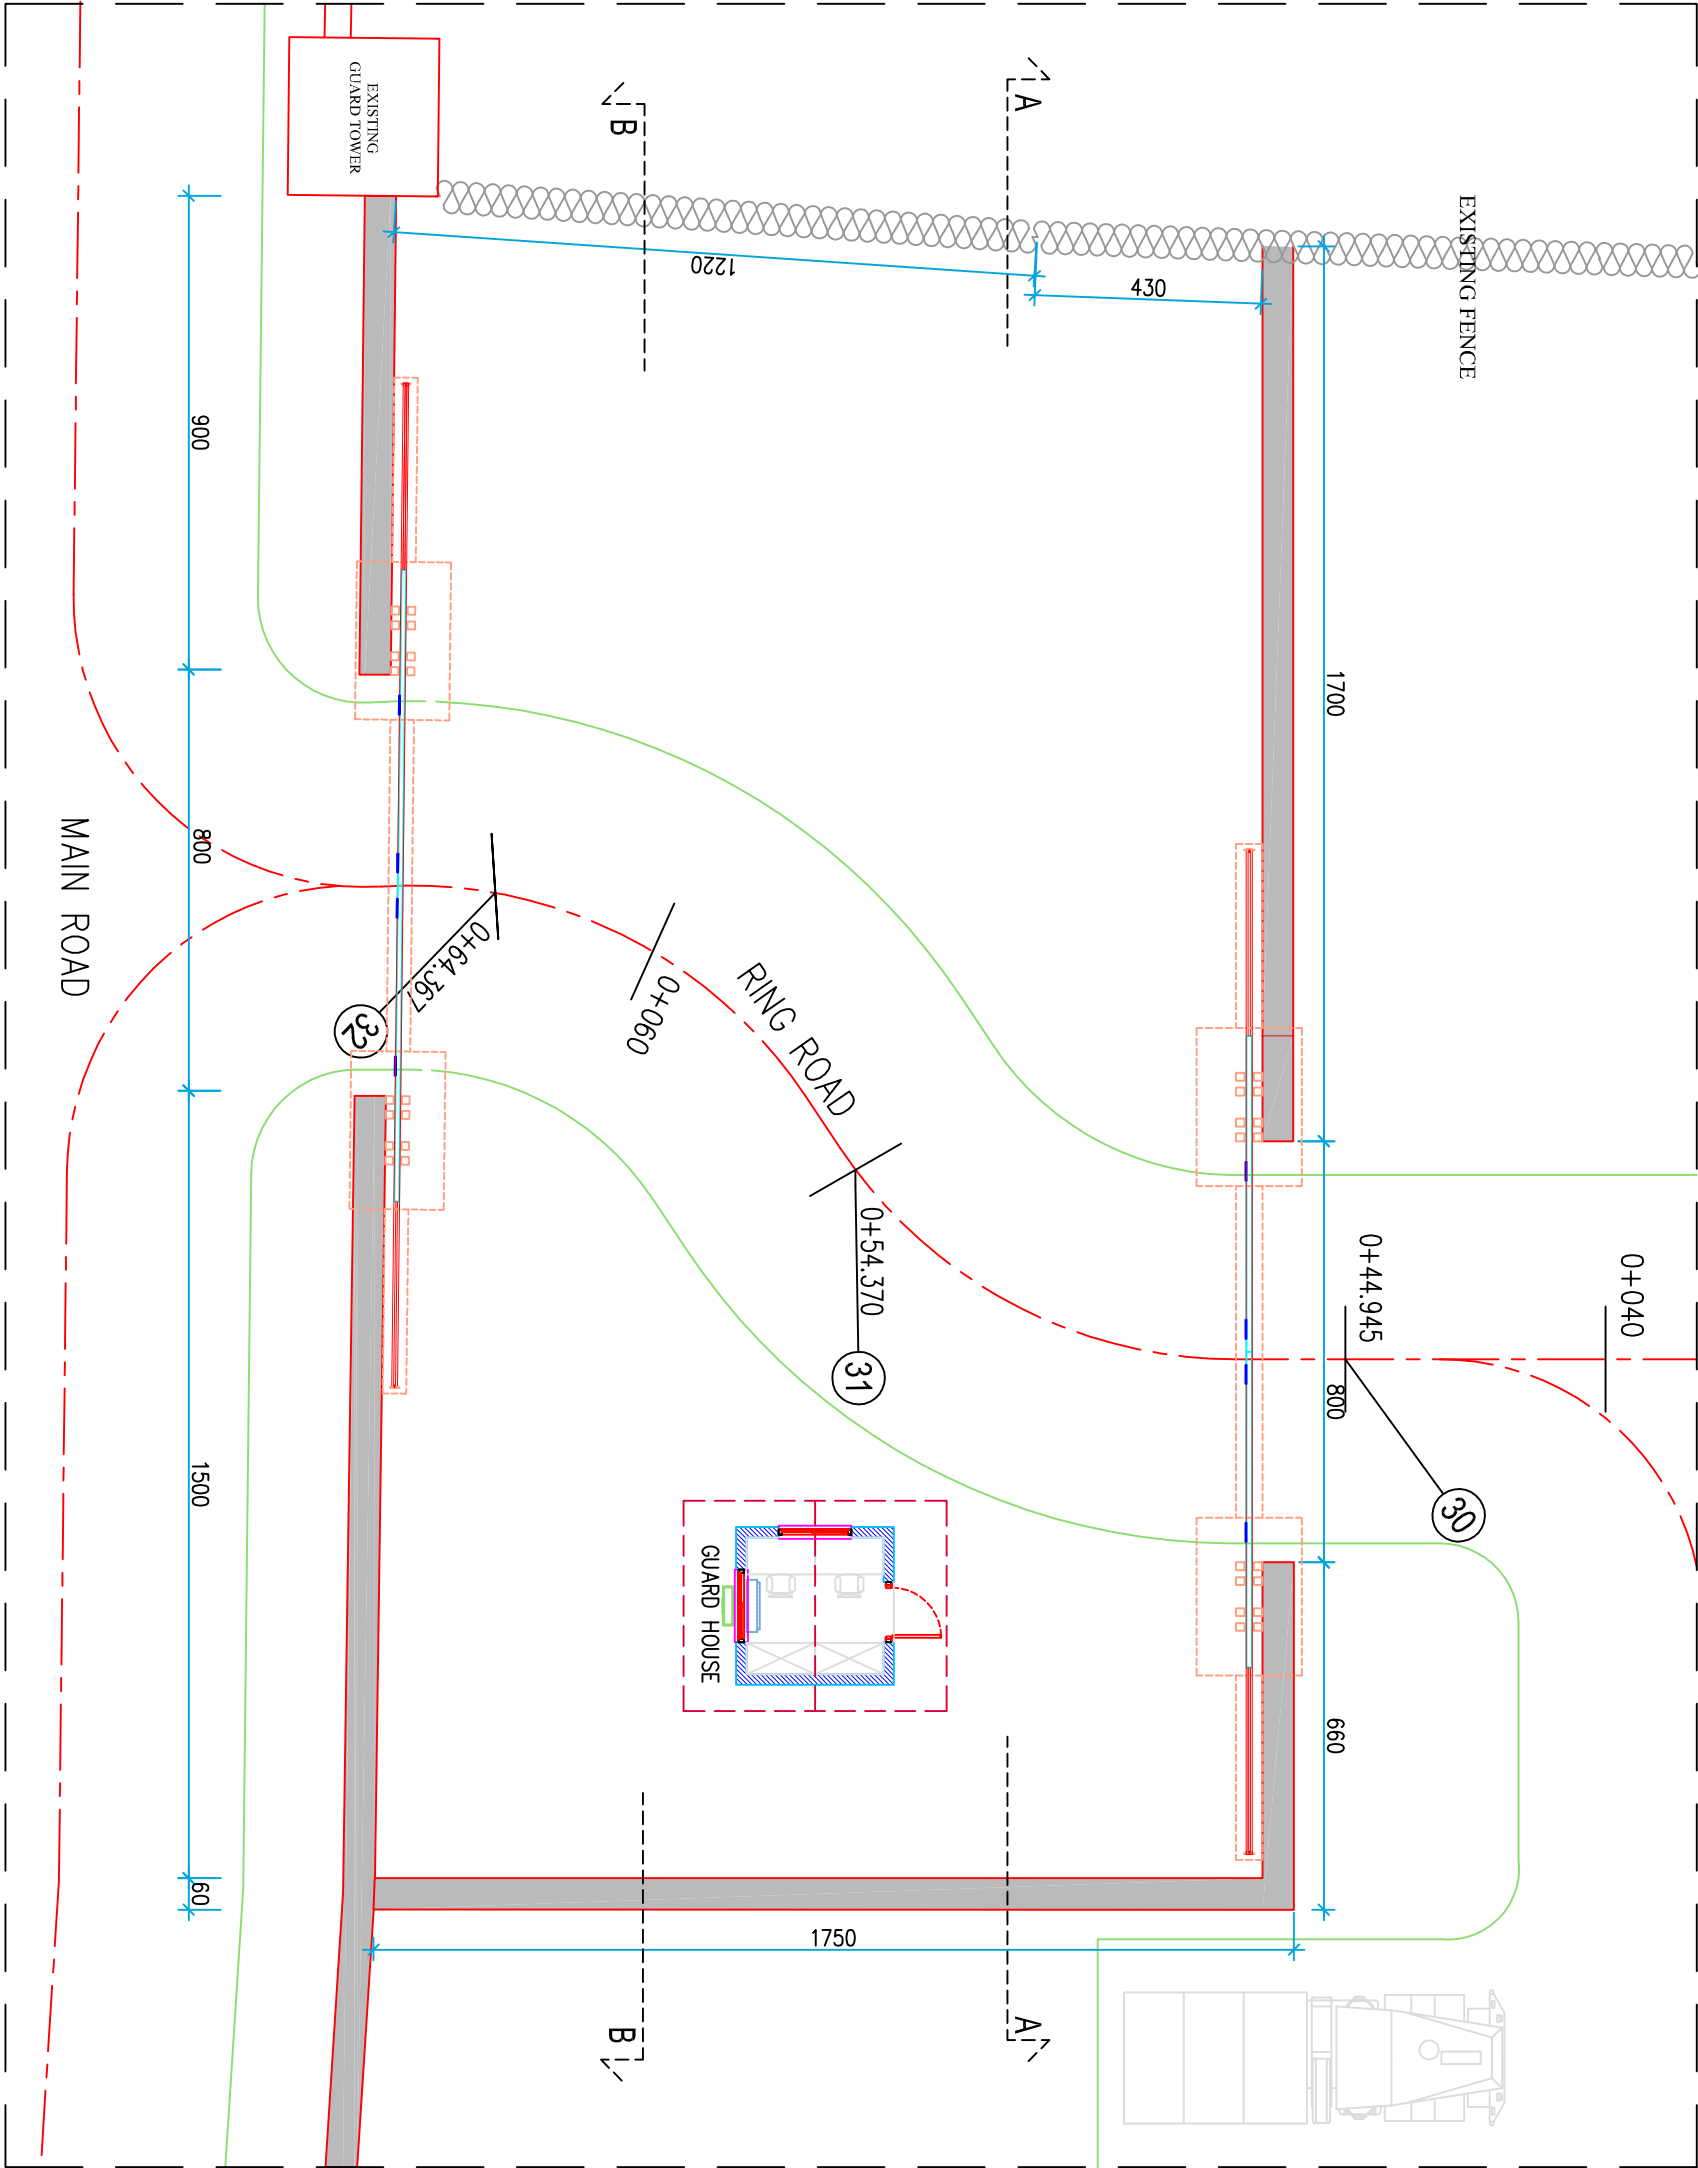 EXISTING
GUARD TOWER
A
B
EXISTING FENCE
1220
430
900
1700
800
MAIN ROAD
0+64.367
32
0+060
RING ROAD
0+54.370
31
0+44.945
0+040
800
30
1500
GUARD HOUSE
660
60
1750
B
A